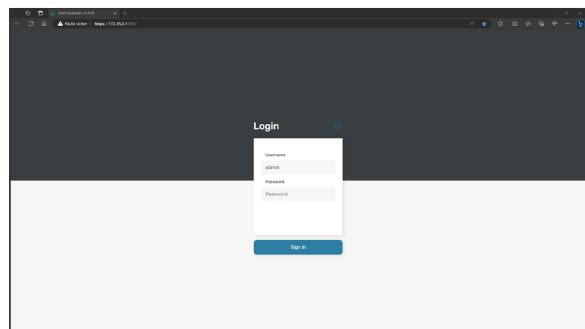 Nicht sicher
Login
Username
admin
Password
Password
Sign in